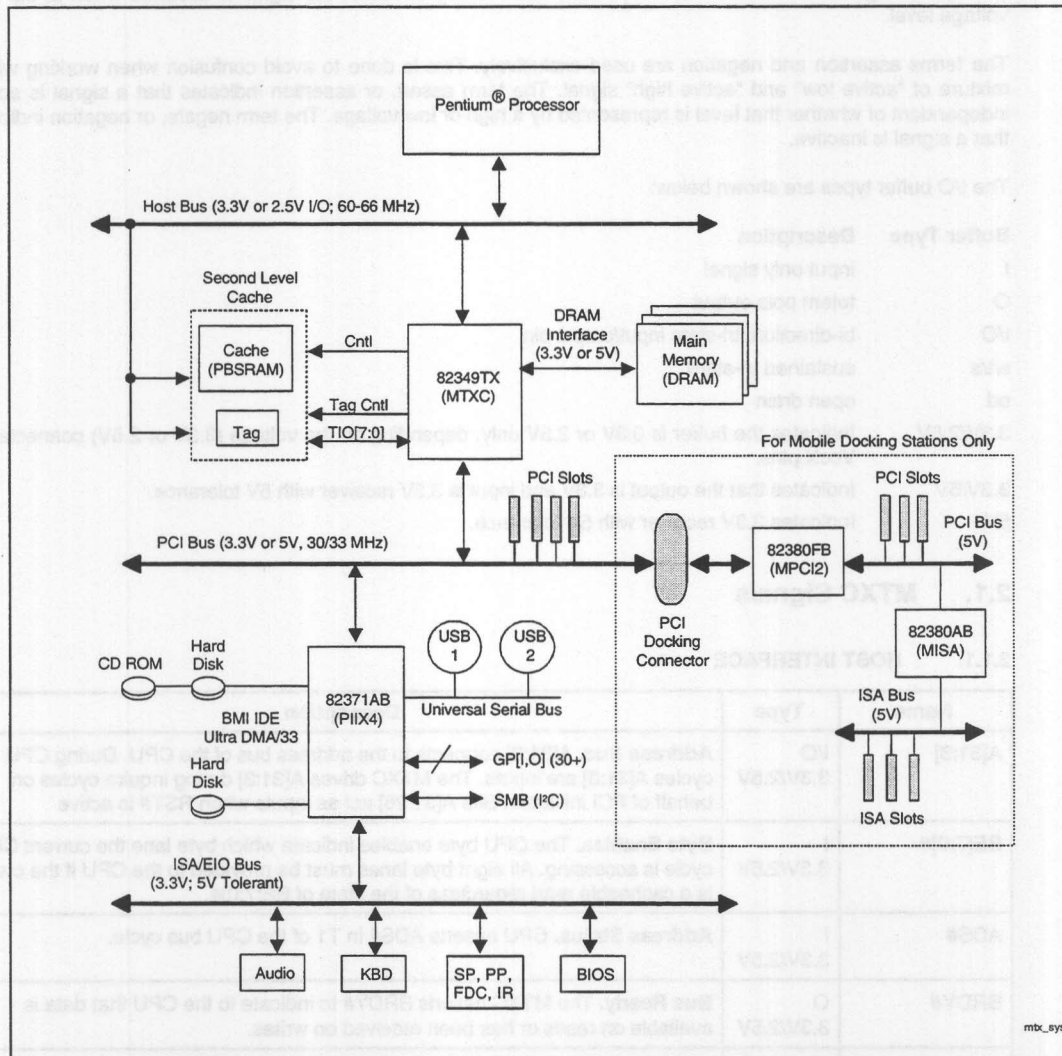 Pentium® Processor
Host Bus (3.3V or 2.5V I/O; 60-66 MHz)
Second Level
Cache
Cache
(PBSRAM)
Tag
Cntl
Tag Cntl
TIO[7:0]
82349TX
(MTXC)
DRAM
Interface
(3.3V or 5V)
Main
Memory
(DRAM)
For Mobile Docking Stations Only
PCI Slots
PCI Slots
PCI Bus
(5V)
PCI Bus (3.3V or 5V, 30/33 MHz)
82380FB
(MPCI2)
PCI
Docking
Connector
82380AB
(MISA)
ISA Bus
(5V)
ISA Slots
CD ROM
Hard
Disk
BMI IDE
Ultra DMA/33
Hard
Disk
82371AB
(PIIX4)
USB
1
USB
2
Universal Serial Bus
GP[I,O] (30+)
SMB (I²C)
ISA/EIO Bus
(3.3V; 5V Tolerant)
Audio
KBD
SP, PP,
FDC, IR
BIOS
mtx_sys